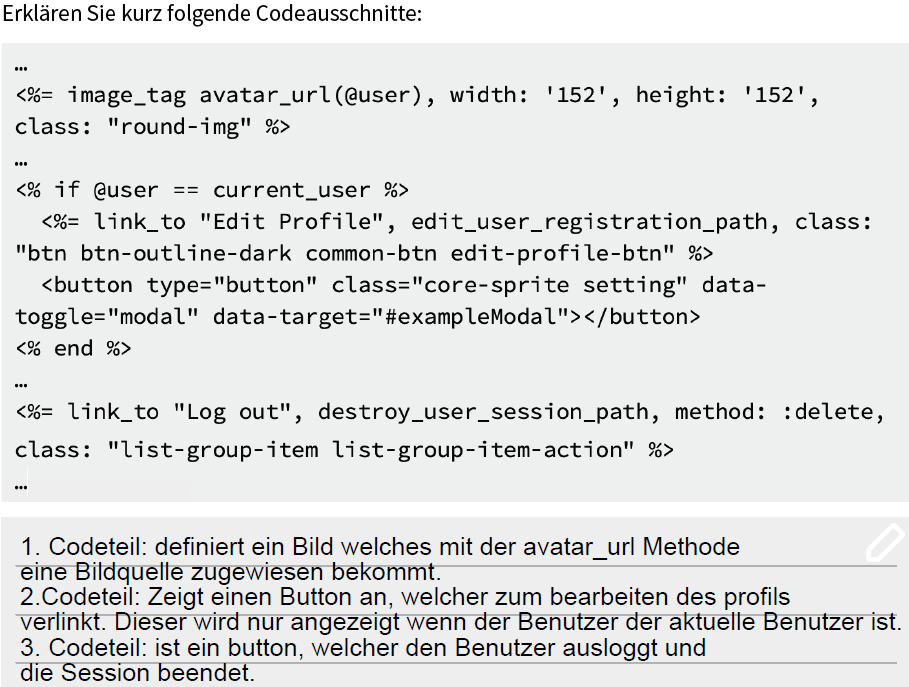 Erklären Sie kurz folgende Codeausschnitte:
…
<%= image_tag avatar_url(@user), width: '152', height: '152',
class: "round-img" %>
…
<% if @user == current_user %>
  <%= link_to "Edit Profile", edit_user_registration_path, class:
"btn btn-outline-dark common-btn edit-profile-btn" %>
  <button type="button" class="core-sprite setting" data-
toggle="modal" data-target="#exampleModal"></button>
<% end %>
…
<%= link_to "Log out", destroy_user_session_path, method: :delete,
class: "list-group-item list-group-item-action" %>
…
1. Codeteil: definiert ein Bild welches mit der avatar_url Methode
eine Bildquelle zugewiesen bekommt.
2.Codeteil: Zeigt einen Button an, welcher zum bearbeiten des profils
verlinkt. Dieser wird nur angezeigt wenn der Benutzer der aktuelle Benutzer ist.
3. Codeteil: ist ein button, welcher den Benutzer ausloggt und
die Session beendet.